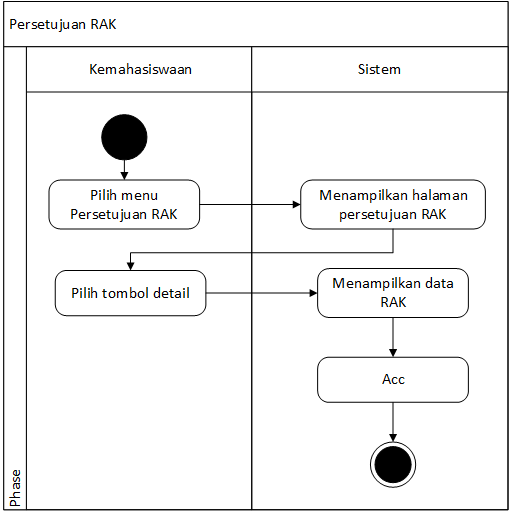 Persetujuan RAK
Kemahasiswaan
Sistem
Pilih menu
Persetujuan RAK
Menampilkan halaman
persetujuan RAK
Pilih tombol detail
Menampilkan data
RAK
Acc
Phase